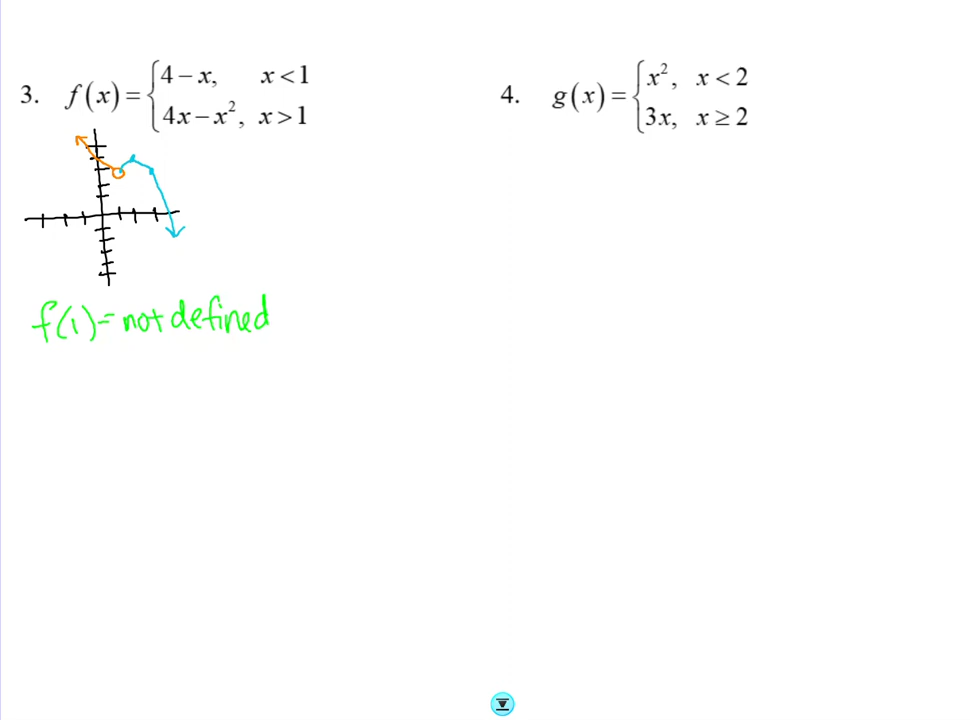 3. f(x) = { 4 − x, x < 1
4x − x², x > 1
f(1) = not defined
4. g(x) = { x², x < 2
3x, x ≥ 2